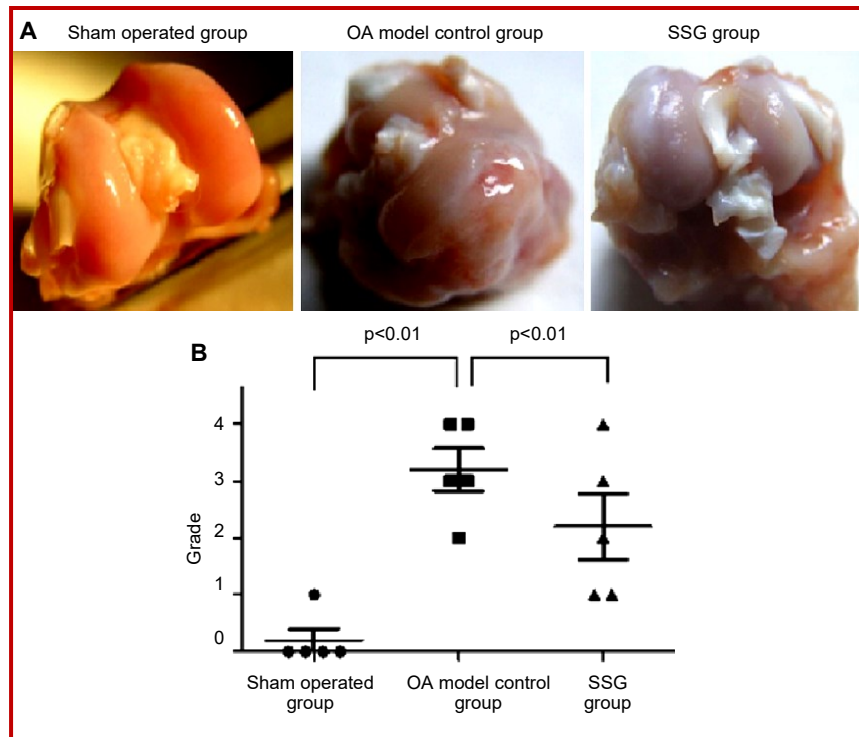 A
Sham operated group
OA model control group
SSG group
B
p<0.01
p<0.01
Grade
4
3
2
1
0
Sham operated
group
OA model control
group
SSG
group